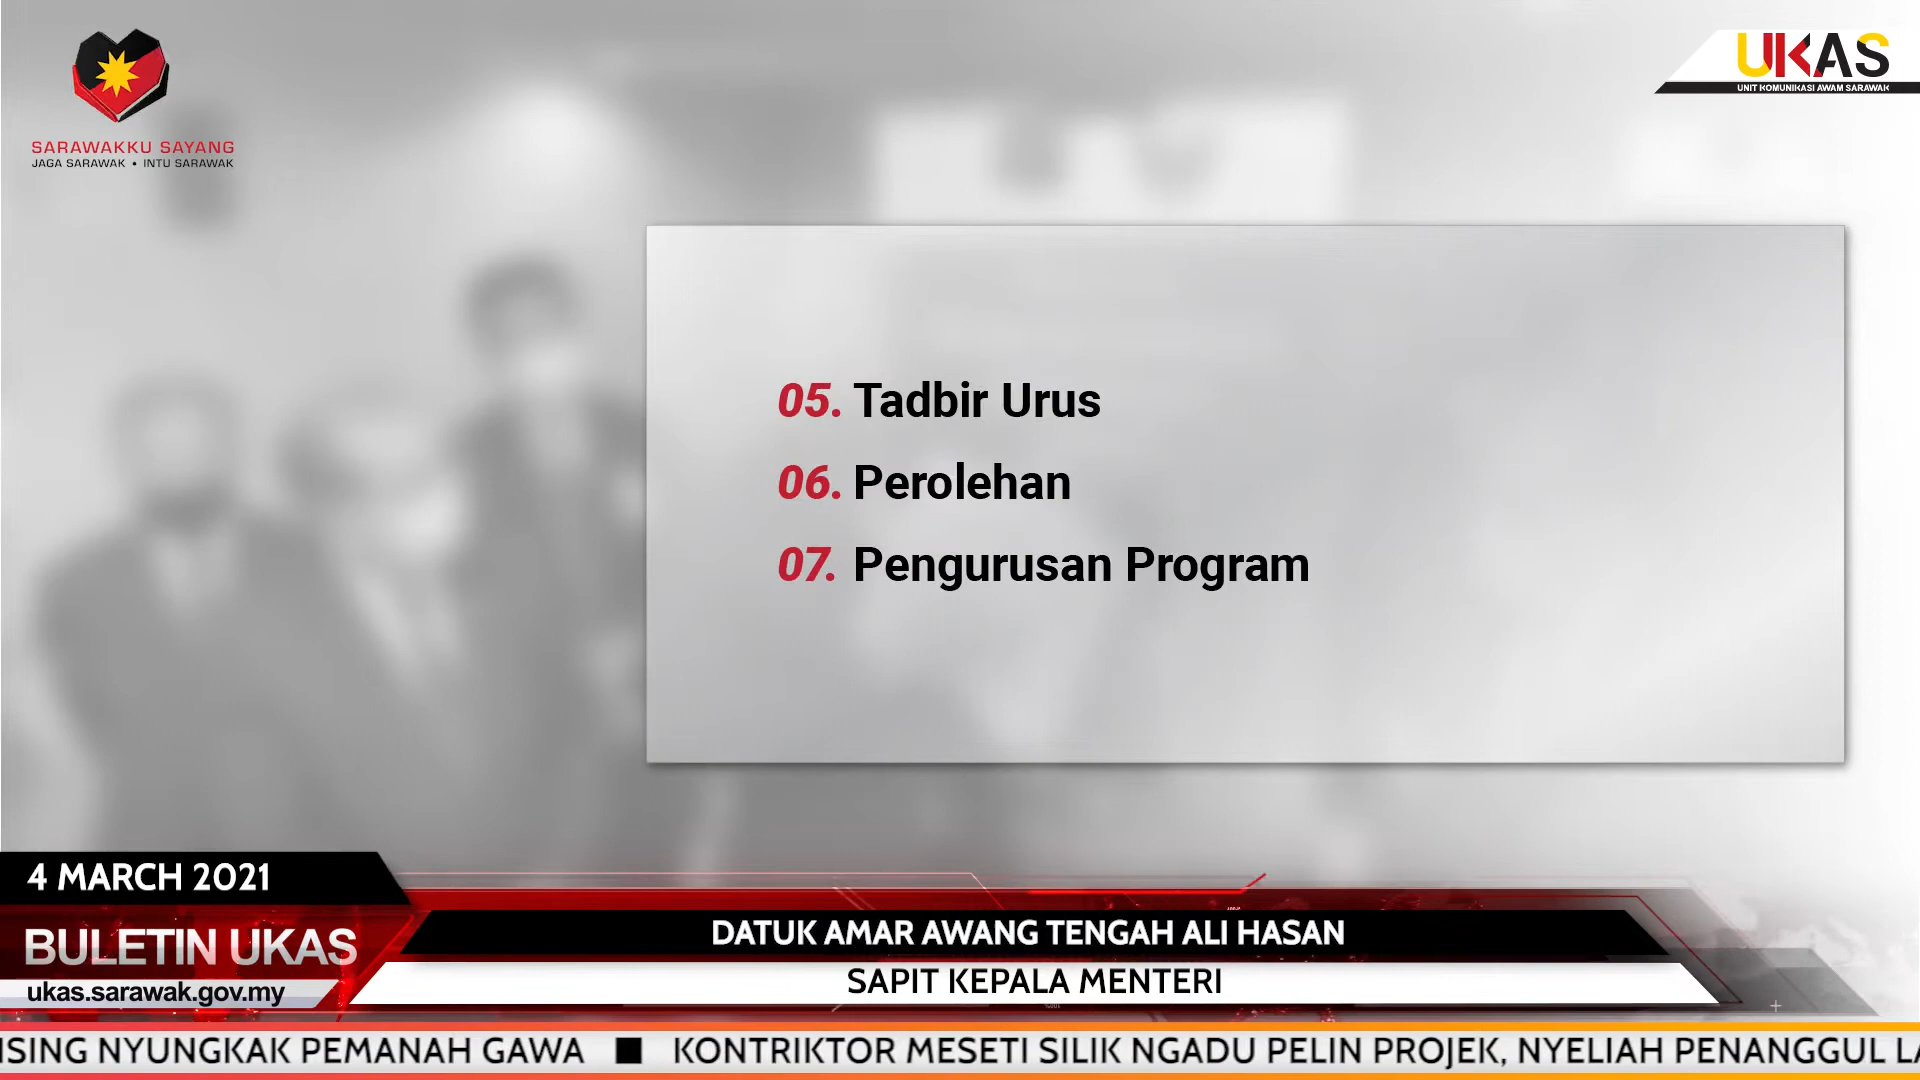 SARAWAKKU SAYANG
JAGA SARAWAK • INTU SARAWAK
UKAS
UNIT KOMUNIKASI AWAM SARAWAK
05. Tadbir Urus
06. Perolehan
07. Pengurusan Program
4 MARCH 2021
BULETIN UKAS
ukas.sarawak.gov.my
DATUK AMAR AWANG TENGAH ALI HASAN
SAPIT KEPALA MENTERI
NYUNGKAK PEMANAH GAWA ■ KONTRIKTOR MESETI SILIK NGADU PELIN PROJEK, NYELIAH PENANGGUL